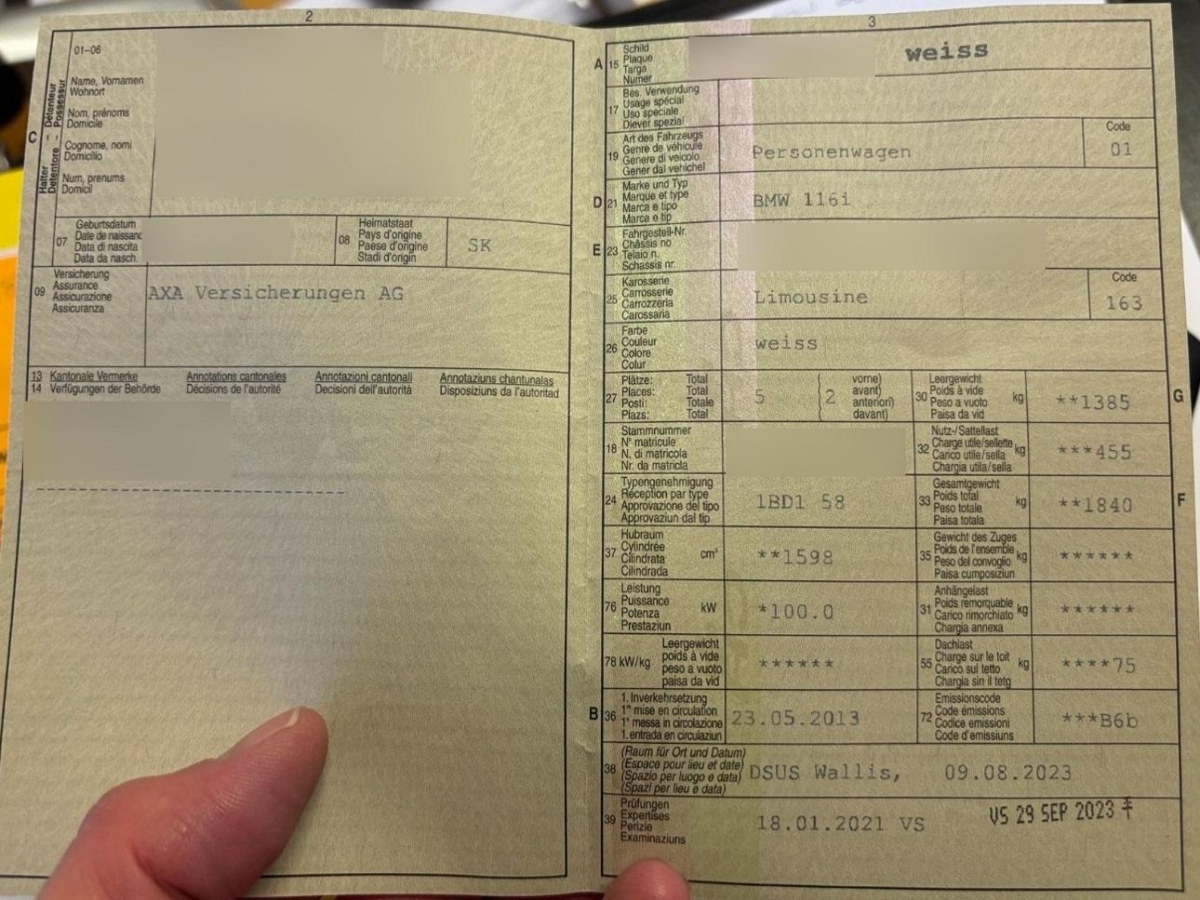 2
01-06
Halter - Détenteur
Detentore - Possessur
C
Name, Vornamen
Wohnort
Nom, prénoms
Domicile
Cognome, nomi
Domicilio
Num, prenums
Domicil
07
Geburtsdatum
Date de naissanc
Data di nascita
Data da nasch.
08
Heimatstaat
Pays d'origine
Paese d'origine
Stadi d'origin
SK
09
Versicherung
Assurance
Assicurazione
Assicuranza
AXA Versicherungen AG
13 Kantonale Vermerke Annotations cantonales Annotazioni cantonali Annotaziuns chantunalas
14 Verfügungen der Behörde Décisions de l'autorité Decisioni dell'autorità Disposiziuns da l'autoritad
3
A 15
Schild
Plaque
Targa
Numer
weiss
17
Bes. Verwendung
Usage spécial
Uso speciale
Diever spezial
19
Art des Fahrzeugs
Genre de véhicule
Genere di veicolo
Gener dal vehichel
Personenwagen
Code
01
D 21
Marke und Typ
Marque et type
Marca e tipo
Marca e tip
BMW 116i
E 23
Fahrgestell-Nr.
Châssis no
Telaio n.
Schassis nr.
25
Karosserie
Carrosserie
Carrozzeria
Carossaria
Limousine
Code
163
26
Farbe
Couleur
Colore
Colur
weiss
27
Plätze: Total
Places: Total
Posti: Totale
Plazs: Total
5 (2
vorne)
avant)
anteriori)
davant)
30
Leergewicht
Poids à vide
Peso a vuoto
Paisa da vid
kg
**1385
G
18
Stammnummer
N° matricule
N. di matricola
Nr. da matricla
32
Nutz-/Sattellast
Charge utile/sellette
Carico utile/sella
Chargia utila/sella
kg
***455
24
Typengenehmigung
Réception par type
Approvazione del tipo
Approvaziun dal tip
1BD1 58
33
Gesamtgewicht
Poids total
Peso totale
Paisa totala
kg
**1840
F
37
Hubraum
Cylindrée
Cilindrata
Cilindrada
cm³
**1598
35
Gewicht des Zuges
Poids de l'ensemble
Peso del convoglio
Paisa cumposiziun
kg
******
76
Leistung
Puissance
Potenza
Prestaziun
kW
*100.0
31
Anhängelast
Poids remorquable
Carico rimorchiato
Chargia annexa
kg
******
78 kW/kg
Leergewicht
poids à vide
peso a vuoto
paisa da vid
******
55
Dachlast
Charge sur le toit
Carico sul tetto
Chargia sin il tetg
kg
****75
B 36
1. Inverkehrsetzung
1re mise en circulation
1a messa in circolazione
1. entrada en circulaziun
23.05.2013
72
Emissionscode
Code émissions
Codice emissioni
Code d'emissiuns
***B6b
38
(Raum für Ort und Datum)
(Espace pour lieu et date)
(Spazio per luogo e data)
(Spazi per lieu e data)
DSUS Wallis, 09.08.2023
39
Prüfungen
Expertises
Perizie
Examinaziuns
18.01.2021 VS
VS 29 SEP 2023